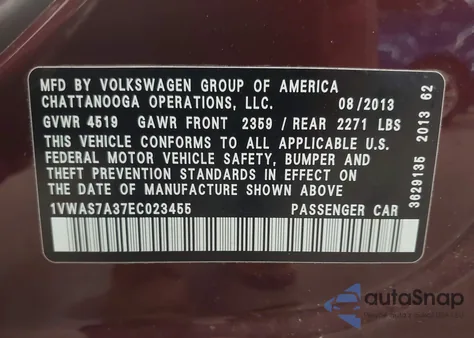 MFD BY VOLKSWAGEN GROUP OF AMERICA
CHATTANOOGA OPERATIONS, LLC. 08/2013
GVWR 4519 GAWR FRONT 2359 / REAR 2271 LBS
THIS VEHICLE CONFORMS TO ALL APPLICABLE U.S.
FEDERAL MOTOR VEHICLE SAFETY, BUMPER AND
THEFT PREVENTION STANDARDS IN EFFECT ON THE
DATE OF MANUFACTURE SHOWN ABOVE
1VWAS7A37EC023455 PASSENGER CAR
3629135 2013 62
autoSnap